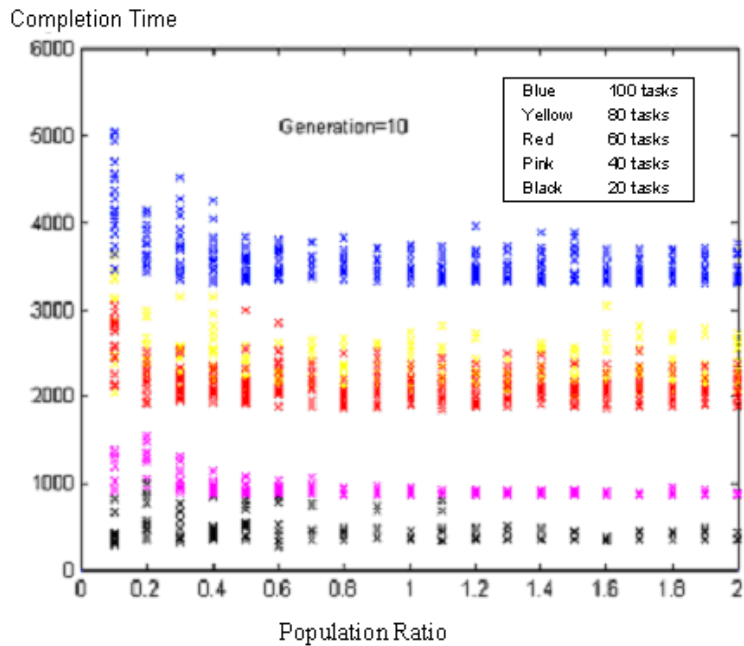 Completion Time
6000
5000
4000
3000
2000
1000
0
Generation=10
Blue 100 tasks
Yellow 80 tasks
Red 60 tasks
Pink 40 tasks
Black 20 tasks
0 0.2 0.4 0.6 0.8 1 1.2 1.4 1.6 1.8 2
Population Ratio